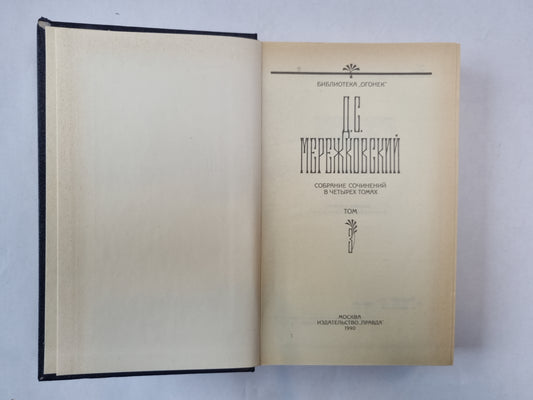 БИБЛИОТЕКА „ОГОНЕК"
Д.С.
МЕРЕЖКОВСКИЙ
СОБРАНИЕ СОЧИНЕНИЙ
В ЧЕТЫРЕХ ТОМАХ
ТОМ
3
МОСКВА
ИЗДАТЕЛЬСТВО „ПРАВДА"
1990